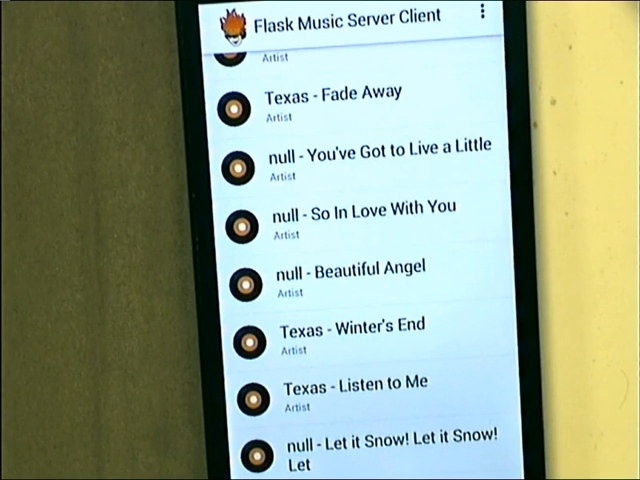 Flask Music Server Client
Artist
Texas - Fade Away
Artist
null - You've Got to Live a Little
Artist
null - So In Love With You
Artist
null - Beautiful Angel
Artist
Texas - Winter's End
Artist
Texas - Listen to Me
Artist
null - Let it Snow! Let it Snow!
Let